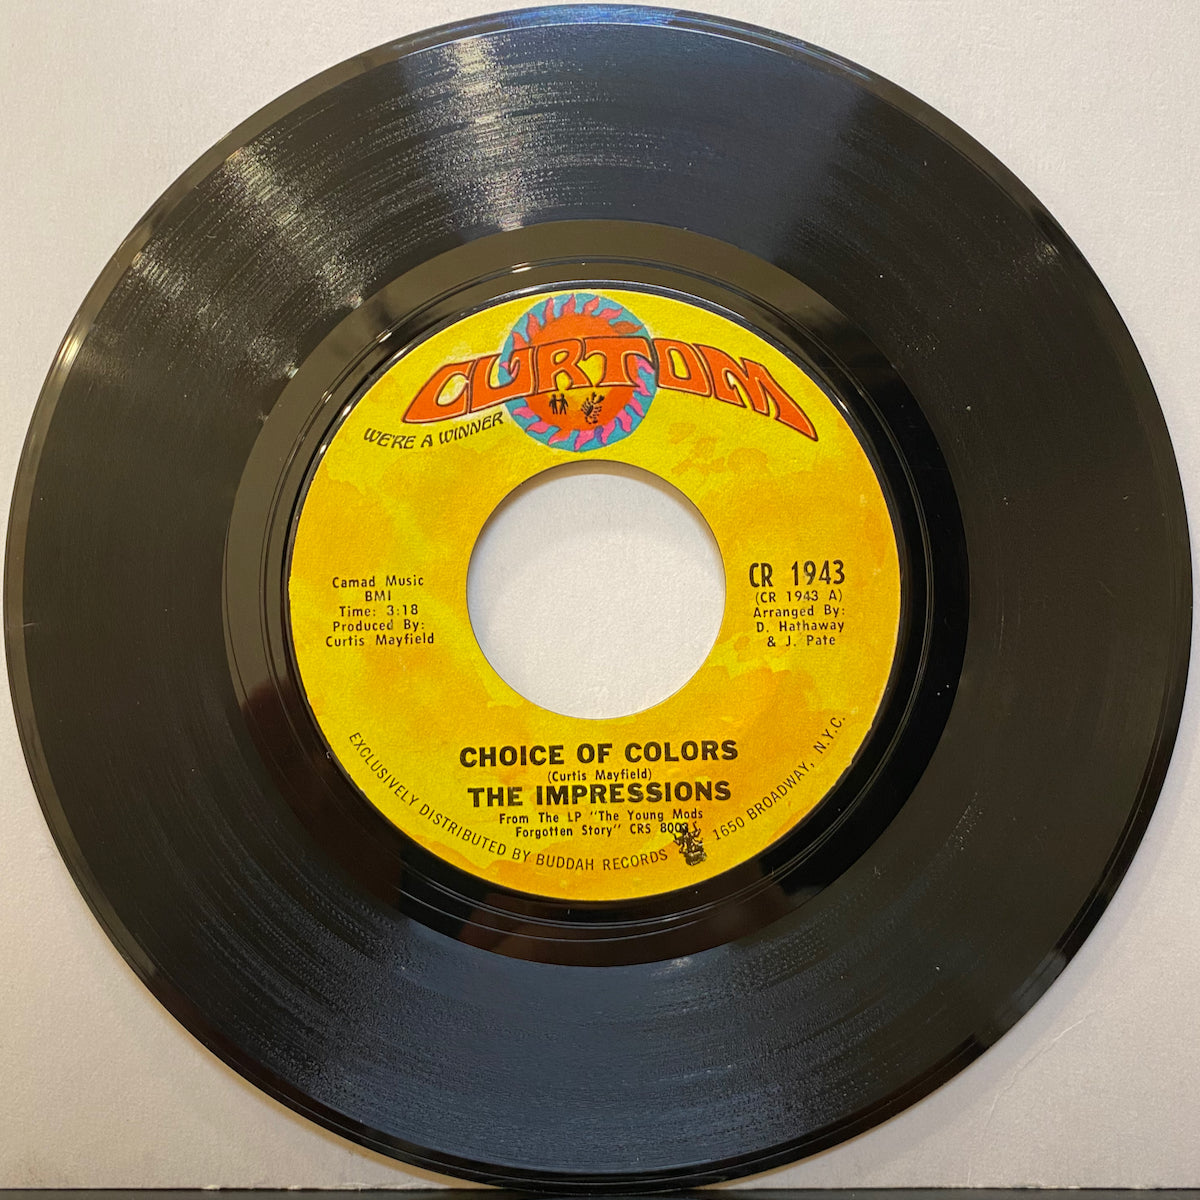 CURTOM
WE'RE A WINNER
Camad Music
BMI
Time: 3:18
Produced By:
Curtis Mayfield
CR 1943
(CR 1943 A)
Arranged By:
D. Hathaway
& J. Pate
CHOICE OF COLORS
(Curtis Mayfield)
THE IMPRESSIONS
From The LP "The Young Mods
Forgotten Story" CRS 8003
EXCLUSIVELY DISTRIBUTED BY BUDDAH RECORDS 1650 BROADWAY, N.Y.C.